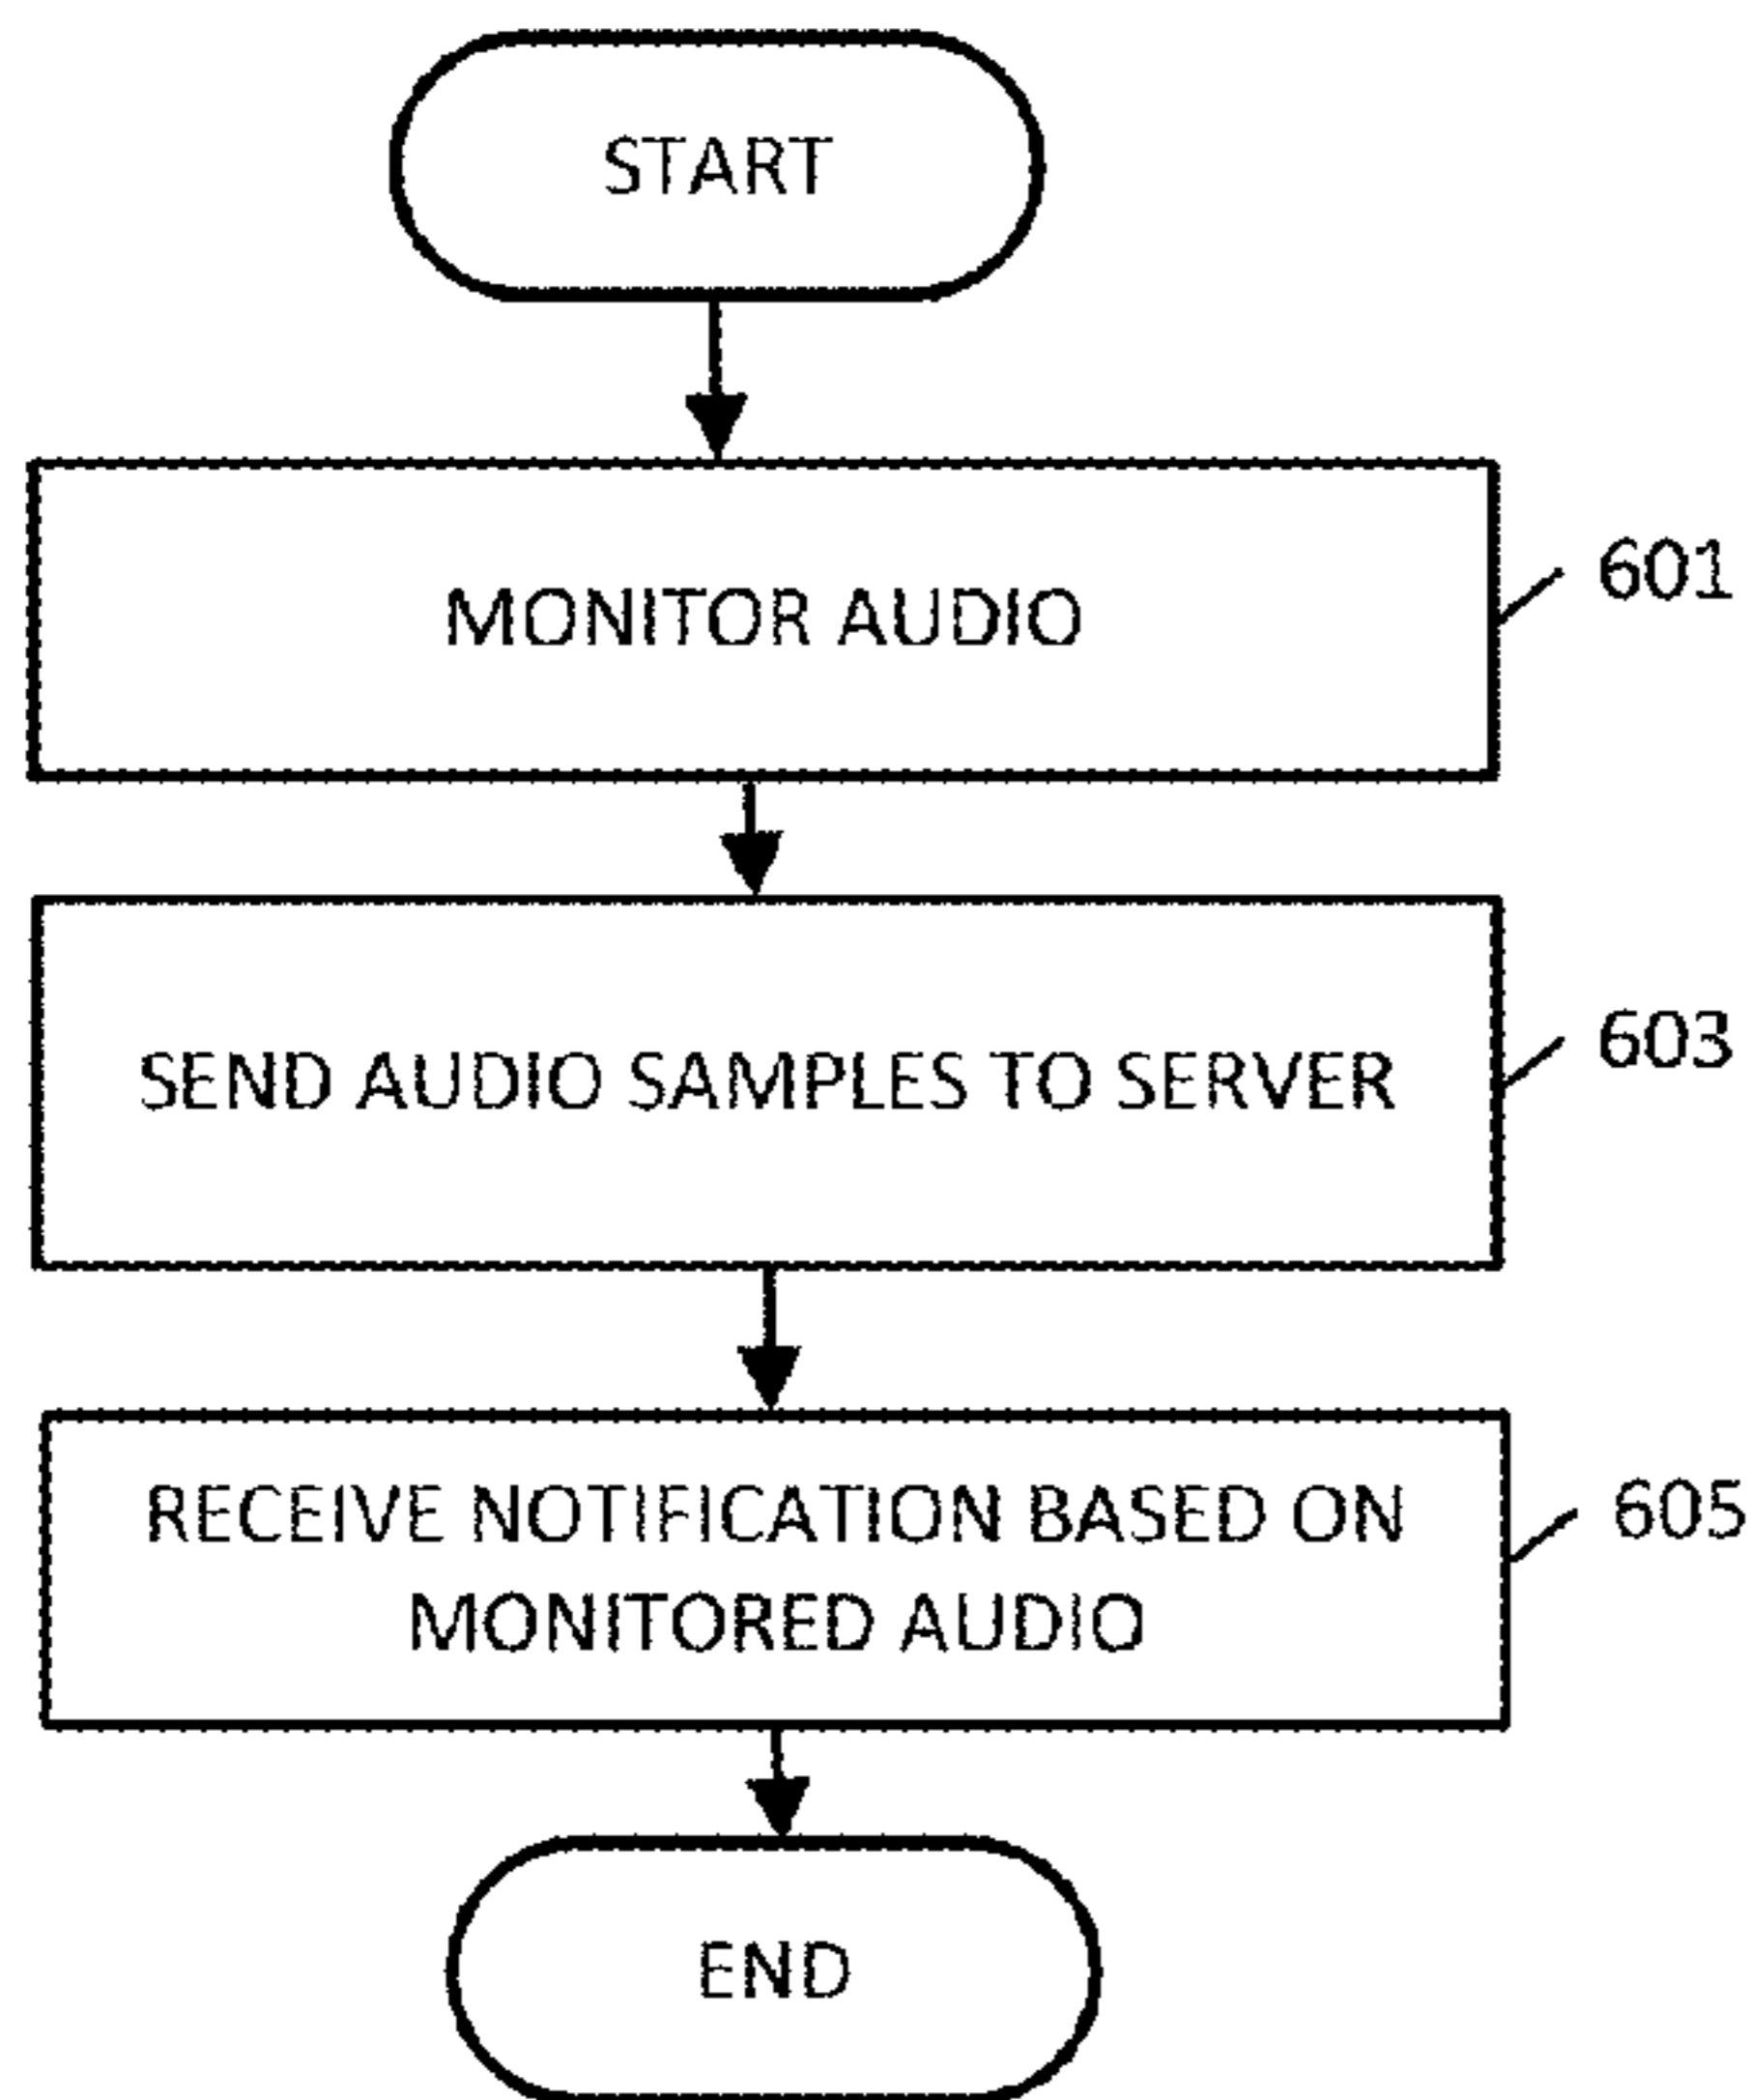 START
MONITOR AUDIO
601
SEND AUDIO SAMPLES TO SERVER
603
RECEIVE NOTIFICATION BASED ON
MONITORED AUDIO
605
END